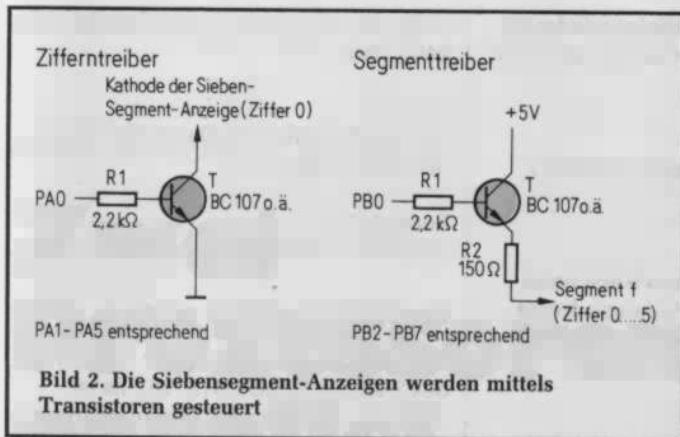 Zifferntreiber
Kathode der Sieben-
Segment-Anzeige (Ziffer 0)
PA0
R1
2,2 kΩ
T
BC 107 o.ä.
PA1-PA5 entsprechend
Segmenttreiber
+5V
PB0
R1
2,2 kΩ
T
BC 107 o.ä.
R2
150 Ω
Segment f
(Ziffer 0.....5)
PB2-PB7 entsprechend
Bild 2. Die Siebensegment-Anzeigen werden mittels
Transistoren gesteuert